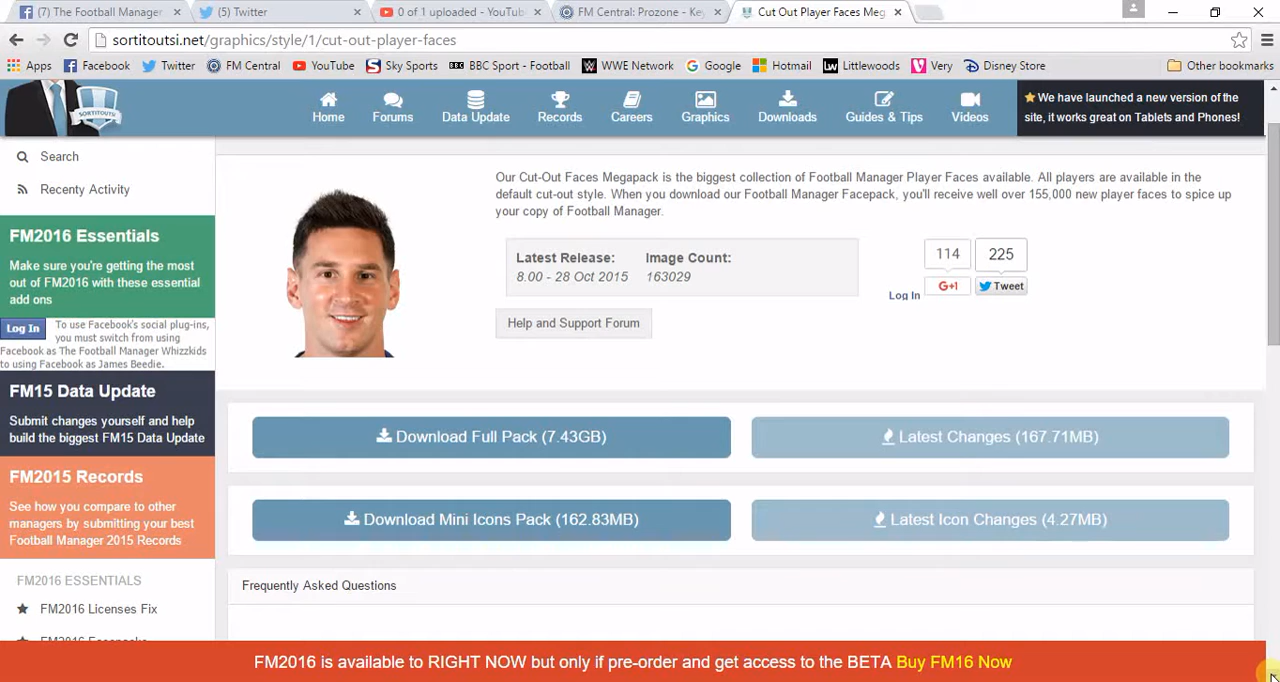 (7) The Football Manager
(5) Twitter
0 of 1 uploaded - YouTub
FM Central: Prozone - Ke
Cut Out Player Faces Meg
sortitoutsi.net/graphics/style/1/cut-out-player-faces
Apps Facebook Twitter FM Central YouTube Sky Sports BBC BBC Sport - Football WWE Network Google Hotmail Lw Littlewoods V Very Disney Store Other bookmarks
SORTITOUTSI
Home Forums Data Update Records Careers Graphics Downloads Guides & Tips Videos
We have launched a new version of the
site, it works great on Tablets and Phones!
Search
Recenty Activity
FM2016 Essentials
Make sure you're getting the most
out of FM2016 with these essential
add ons
Log In
To use Facebook's social plug-ins,
you must switch from using
Facebook as The Football Manager Whizzkids
to using Facebook as James Beedie.
FM15 Data Update
Submit changes yourself and help
build the biggest FM15 Data Update
FM2015 Records
See how you compare to other
managers by submitting your best
Football Manager 2015 Records
FM2016 ESSENTIALS
FM2016 Licenses Fix
Our Cut-Out Faces Megapack is the biggest collection of Football Manager Player Faces available. All players are available in the
default cut-out style. When you download our Football Manager Facepack, you'll receive well over 155,000 new player faces to spice up
your copy of Football Manager.
Latest Release: Image Count:
8.00 - 28 Oct 2015 163029
Log In
114 225
G+1 Tweet
Help and Support Forum
Download Full Pack (7.43GB)
Latest Changes (167.71MB)
Download Mini Icons Pack (162.83MB)
Latest Icon Changes (4.27MB)
Frequently Asked Questions
FM2016 is available to RIGHT NOW but only if pre-order and get access to the BETA Buy FM16 Now